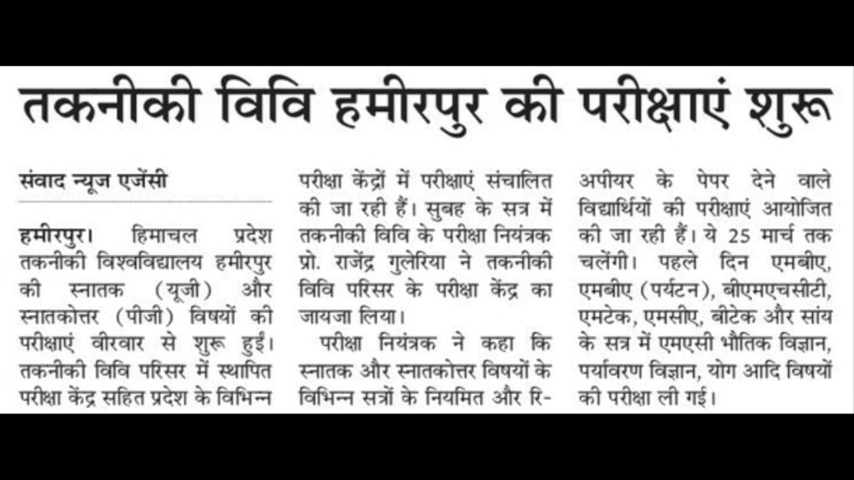 तकनीकी विवि हमीरपुर की परीक्षाएं शुरू
संवाद न्यूज एजेंसी
हमीरपुर। हिमाचल प्रदेश
तकनीकी विश्वविद्यालय हमीरपुर
की स्नातक (यूजी) और
स्नातकोत्तर (पीजी) विषयों की
परीक्षाएं वीरवार से शुरू हुईं।
तकनीकी विवि परिसर में स्थापित
परीक्षा केंद्र सहित प्रदेश के विभिन्न
परीक्षा केंद्रों में परीक्षाएं संचालित
की जा रही हैं। सुबह के सत्र में
तकनीकी विवि के परीक्षा नियंत्रक
प्रो. राजेंद्र गुलेरिया ने तकनीकी
विवि परिसर के परीक्षा केंद्र का
जायजा लिया।
परीक्षा नियंत्रक ने कहा कि
स्नातक और स्नातकोत्तर विषयों के
विभिन्न सत्रों के नियमित और रि-
अपीयर के पेपर देने वाले
विद्यार्थियों की परीक्षाएं आयोजित
की जा रही हैं। ये 25 मार्च तक
चलेंगी। पहले दिन एमबीए,
एमबीए (पर्यटन), बीएमएचसीटी,
एमटेक, एमसीए, बीटेक और सांय
के सत्र में एमएसी भौतिक विज्ञान,
पर्यावरण विज्ञान, योग आदि विषयों
की परीक्षा ली गई।